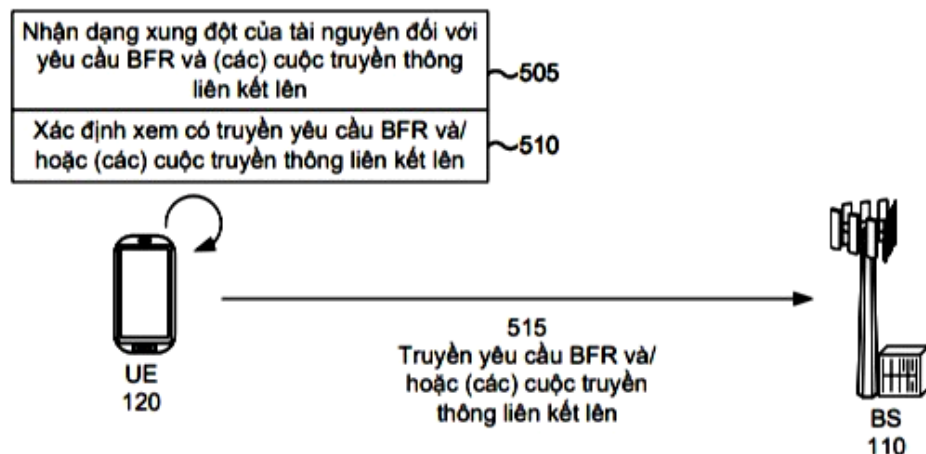 Nhận dạng xung đột của tài nguyên đối với
yêu cầu BFR và (các) cuộc truyền thông
liên kết lên
505
Xác định xem có truyền yêu cầu BFR và/
hoặc (các) cuộc truyền thông liên kết lên
510
UE
120
515
Truyền yêu cầu BFR và/
hoặc (các) cuộc truyền
thông liên kết lên
BS
110